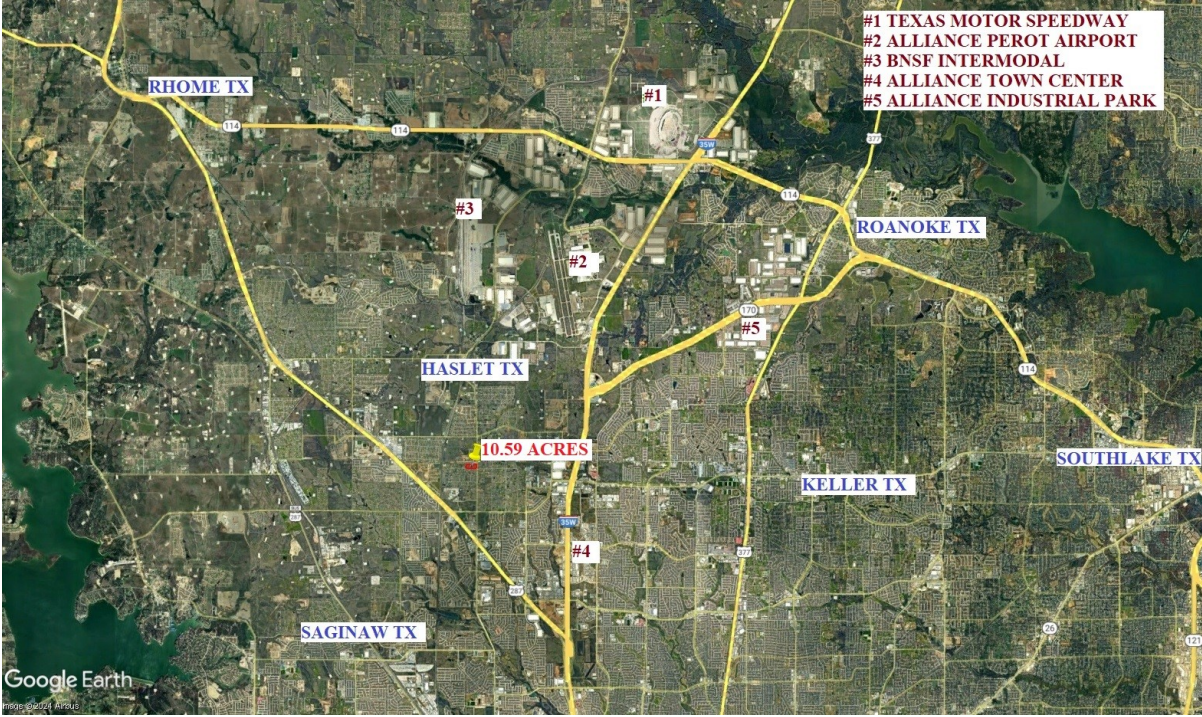 #1 TEXAS MOTOR SPEEDWAY
#2 ALLIANCE PEROT AIRPORT
#3 BNSF INTERMODAL
#4 ALLIANCE TOWN CENTER
#5 ALLIANCE INDUSTRIAL PARK
RHOME TX
#1
114
114
377
35W
114
#3
ROANOKE TX
#2
170
#5
HASLET TX
114
10.59 ACRES
SOUTHLAKE TX
KELLER TX
287
35W
#4
377
287
SAGINAW TX
26
121
Google Earth
Image © 2024 Airbus